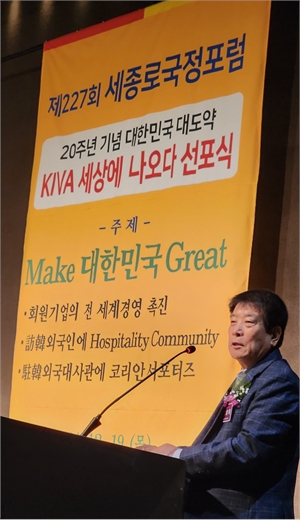 제227회 세종로국정포럼
20주년 기념 대한민국 대도약
KIVA 세상에 나오다 선포식
- 주 제 -
Make 대한민국 Great
· 회원기업의 전 세계경영 촉진
· 訪韓외국인에 Hospitality Community
· 駐韓외국대사관에 코리안서포터즈
19 (목)